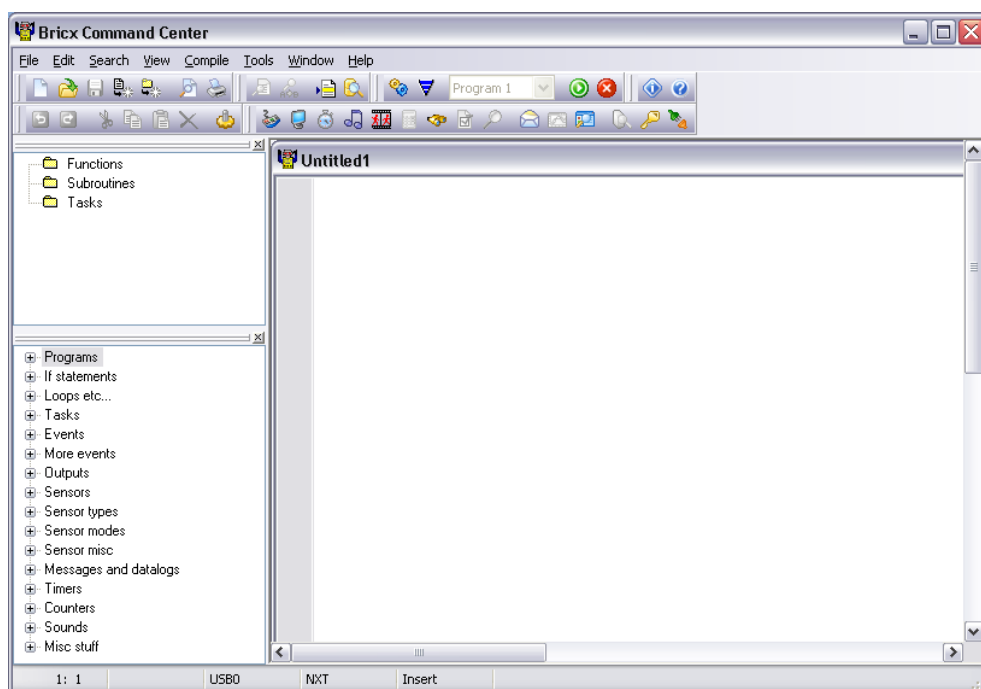 Bricx Command Center
File Edit Search View Compile Tools Window Help
Program 1
Functions
Subroutines
Tasks
Untitled1
Programs
If statements
Loops etc...
Tasks
Events
More events
Outputs
Sensors
Sensor types
Sensor modes
Sensor misc
Messages and datalogs
Timers
Counters
Sounds
Misc stuff
1: 1 USB0 NXT Insert